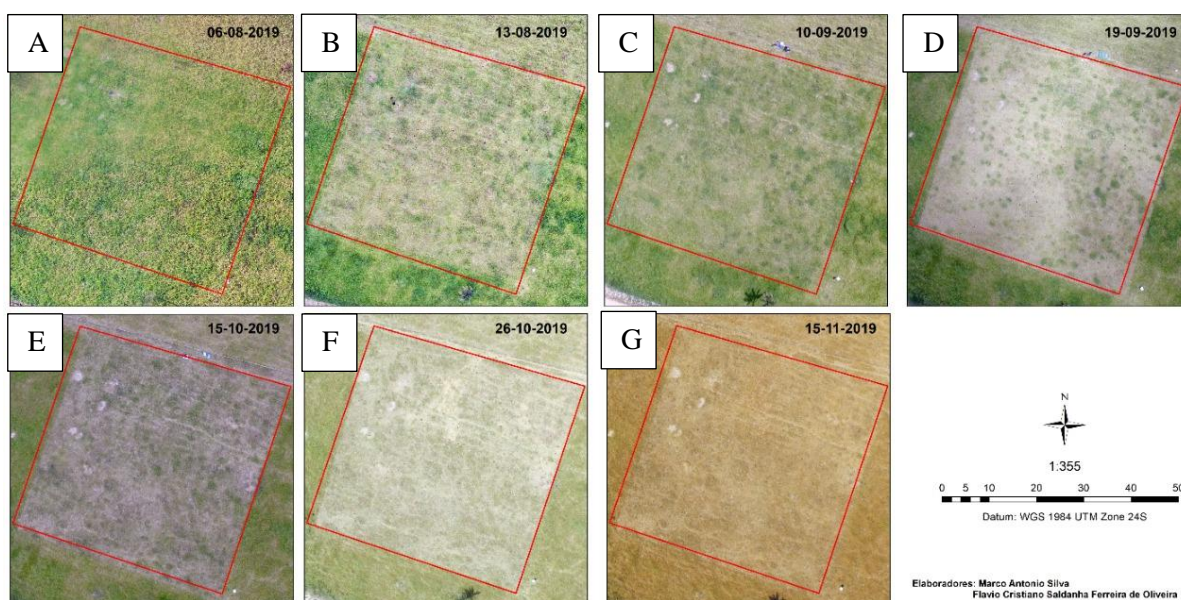 A
06-08-2019
B
13-08-2019
C
10-09-2019
D
19-09-2019
E
15-10-2019
F
26-10-2019
G
15-11-2019
N
1:355
0 5 10 20 30 40 50
Datum: WGS 1984 UTM Zone 24S
Elaboradores: Marco Antonio Silva
Flavio Cristiano Saldanha Ferreira de Oliveira